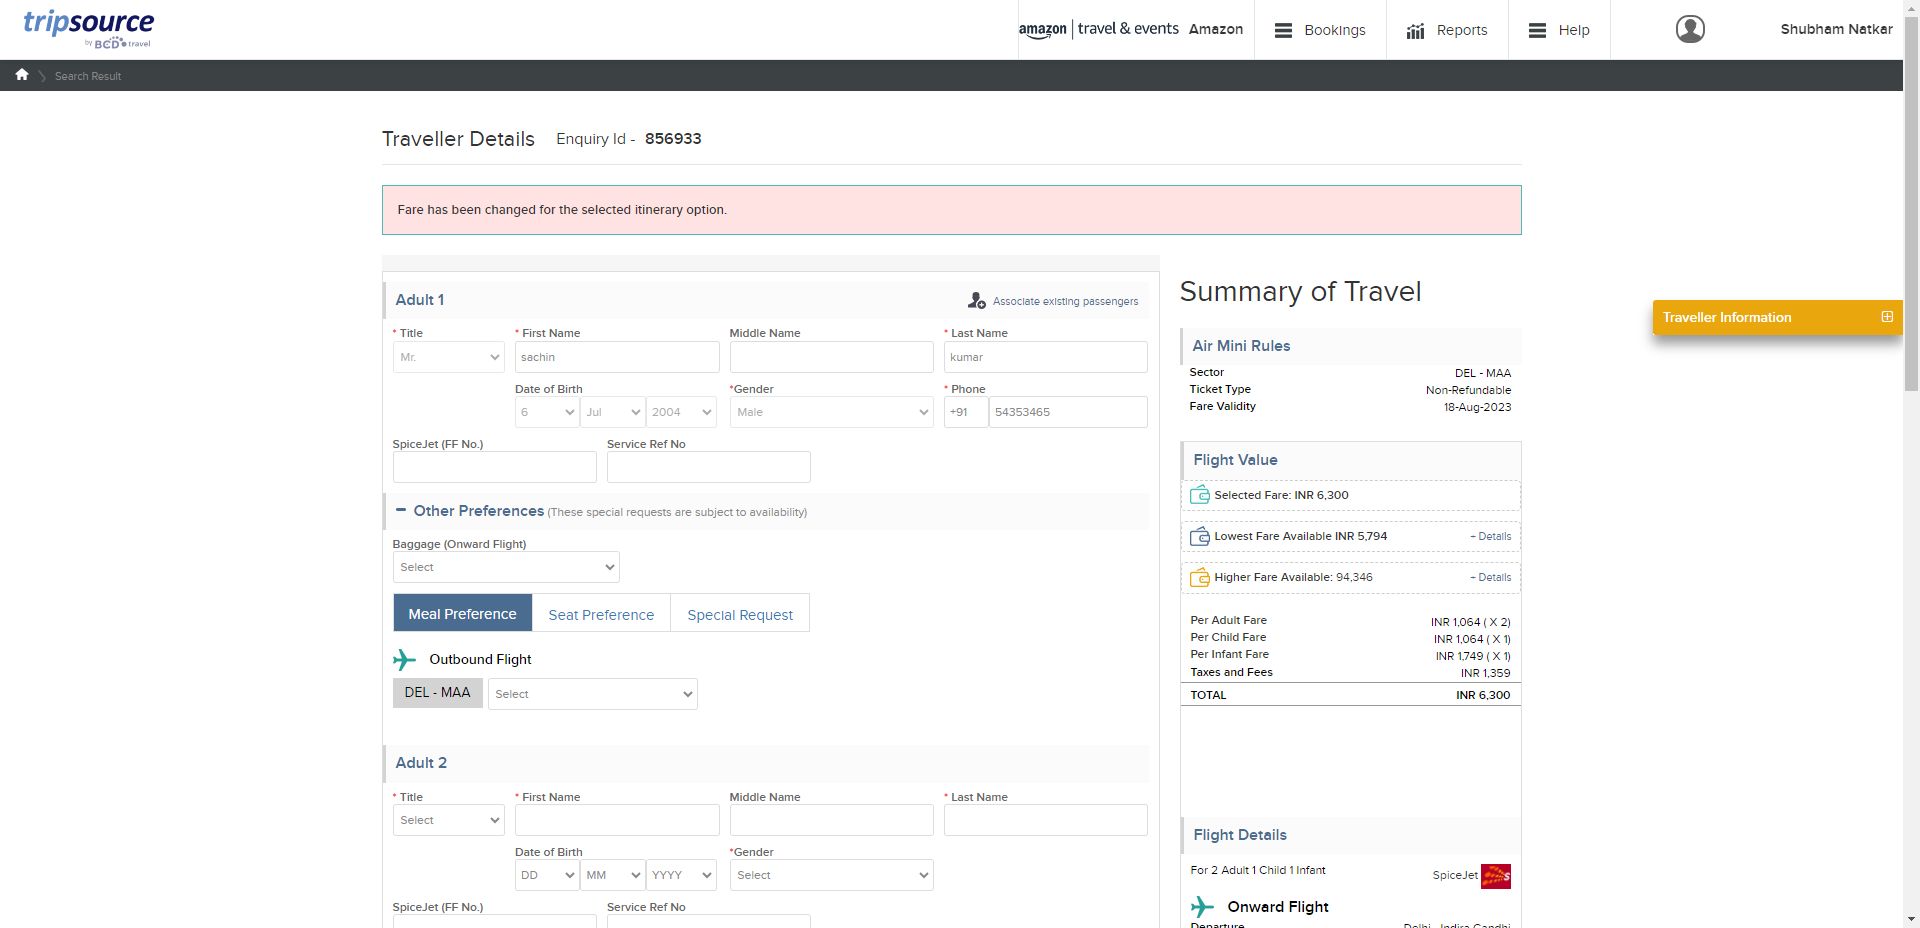 tripsource
by BCD travel
amazon travel & events Amazon
Bookings
Reports
Help
Shubham Natkar
Search Result
Traveller Details
Enquiry Id - 856933
Fare has been changed for the selected itinerary option.
Adult 1
Associate existing passengers
* Title
* First Name
Middle Name
* Last Name
Mr.
sachin
kumar
Date of Birth
*Gender
* Phone
6
Jul
2004
Male
+91
54353465
SpiceJet (FF No.)
Service Ref No
Other Preferences (These special requests are subject to availability)
Baggage (Onward Flight)
Select
Meal Preference
Seat Preference
Special Request
Outbound Flight
DEL - MAA
Select
Adult 2
* Title
* First Name
Middle Name
* Last Name
Select
Date of Birth
*Gender
DD
MM
YYYY
Select
SpiceJet (FF No.)
Service Ref No
Summary of Travel
Air Mini Rules
Sector DEL - MAA
Ticket Type Non-Refundable
Fare Validity 18-Aug-2023
Flight Value
Selected Fare: INR 6,300
Lowest Fare Available INR 5,794 + Details
Higher Fare Available: 94,346 + Details
Per Adult Fare INR 1,064 ( X 2)
Per Child Fare INR 1,064 ( X 1)
Per Infant Fare INR 1,749 ( X 1)
Taxes and Fees INR 1,359
TOTAL INR 6,300
Flight Details
For 2 Adult 1 Child 1 Infant
SpiceJet
Onward Flight
Departure Delhi - Indira Gandhi
Traveller Information